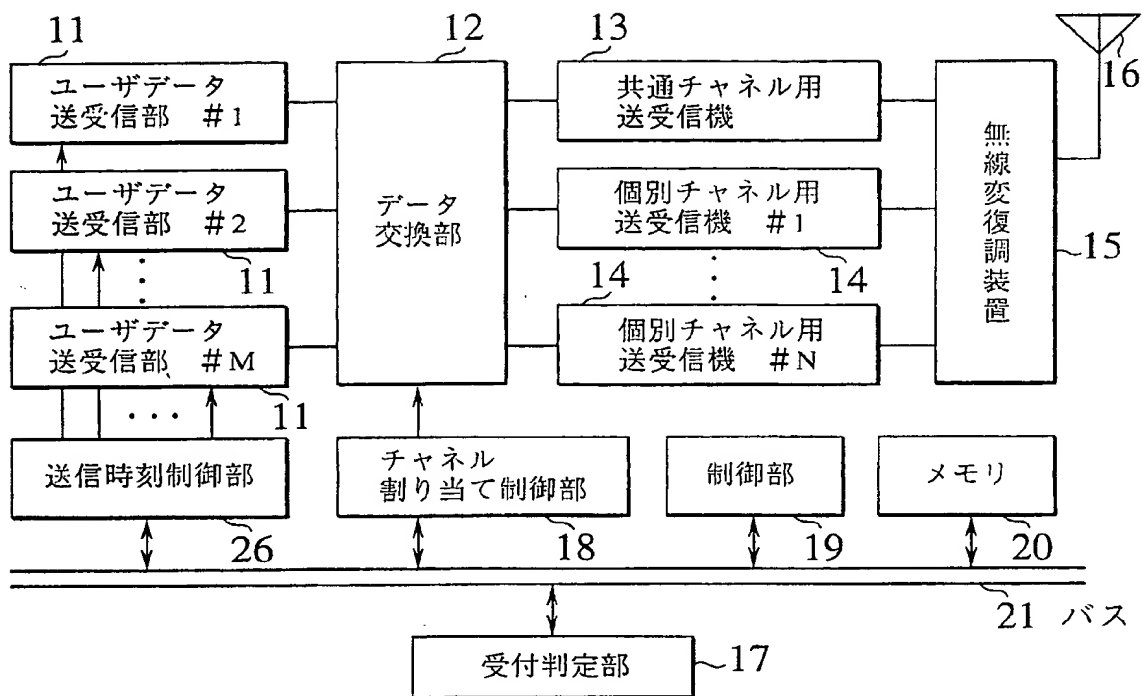 11
12
13
16
ユーザデータ
送受信部 #1
共通チャネル用
送受信機
ユーザデータ
送受信部 #2
データ
交換部
個別チャネル用
送受信機 #1
無線変復調装置
15
11
14
14
ユーザデータ
送受信部 #M
個別チャネル用
送受信機 #N
11
送信時刻制御部
チャネル
割り当て制御部
制御部
メモリ
26
18
19
20
21 バス
受付判定部
17